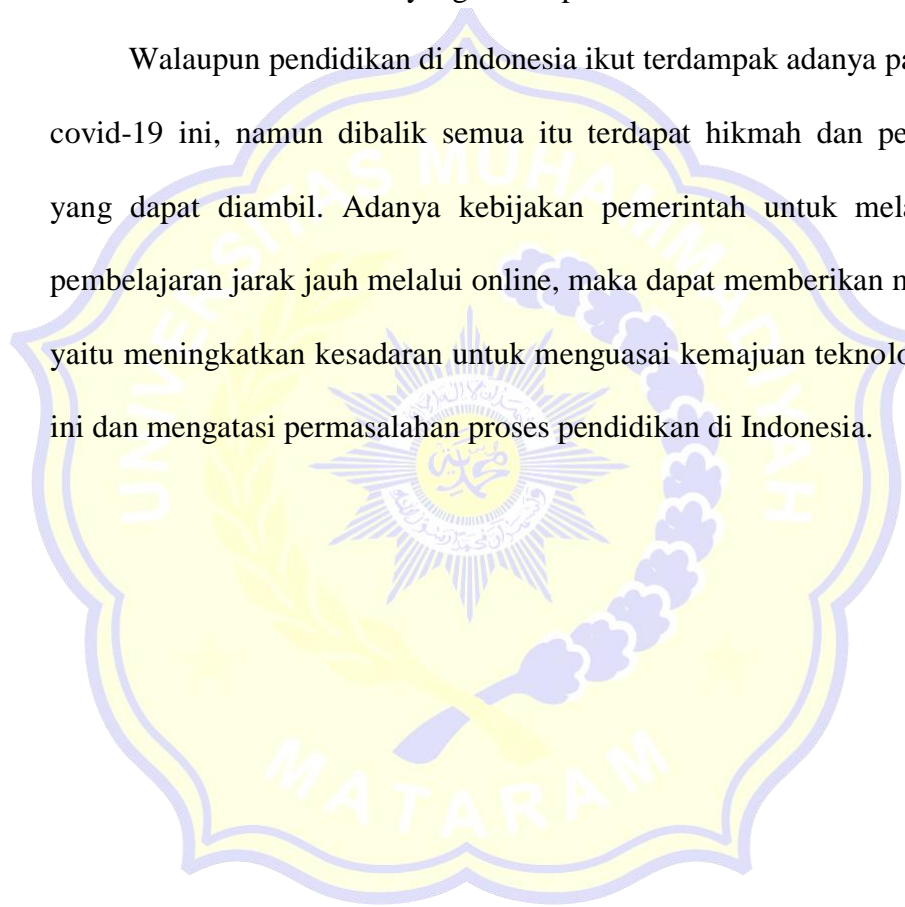 Walaupun pendidikan di Indonesia ikut terdampak adanya pa
covid-19 ini, namun dibalik semua itu terdapat hikmah dan pe
yang dapat diambil. Adanya kebijakan pemerintah untuk mela
pembelajaran jarak jauh melalui online, maka dapat memberikan m
yaitu meningkatkan kesadaran untuk menguasai kemajuan teknolo
ini dan mengatasi permasalahan proses pendidikan di Indonesia.
UNIVERSITAS MUHAMMADIYAH
MATARAM